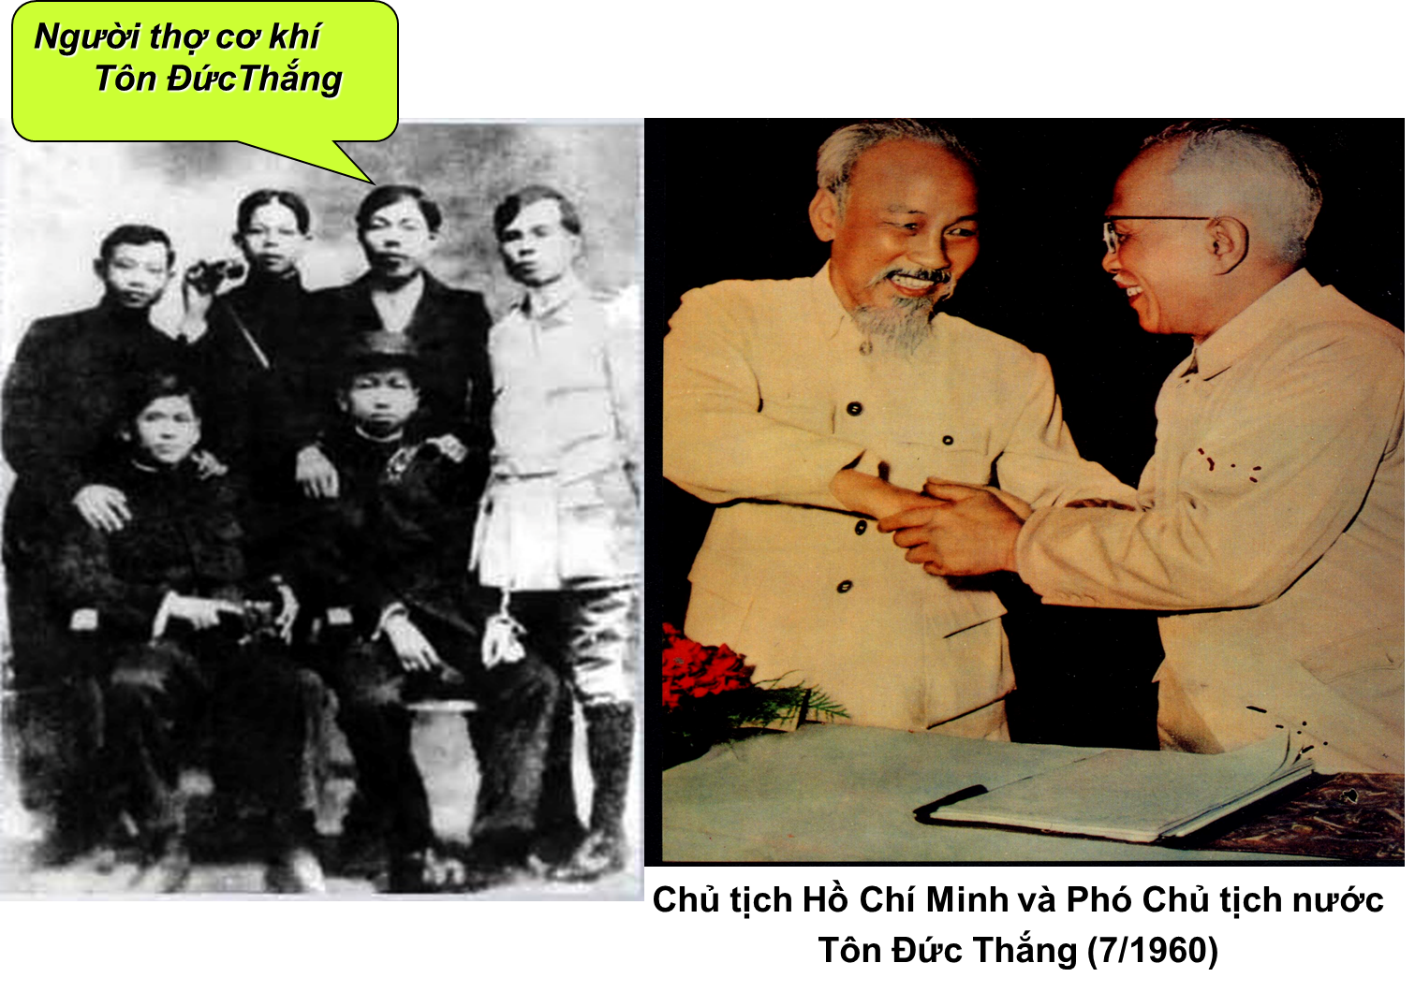 Người thợ cơ khí
Tôn ĐứcThắng
Chủ tịch Hồ Chí Minh và Phó Chủ tịch nước
Tôn Đức Thắng (7/1960)